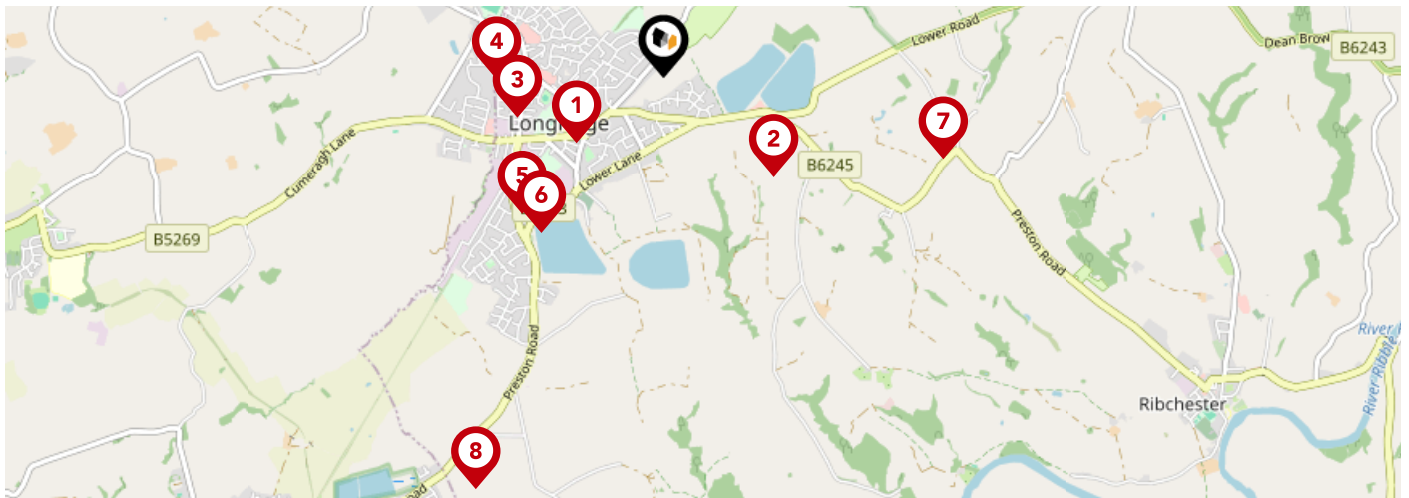 4
3
1
Longridge
2
7
5
6
8
Lower Road
Dean Brow
B6243
Cumeragh Lane
Lower Lane
B6245
B5269
Preston Road
Preston Road
Ribchester
River Ribble